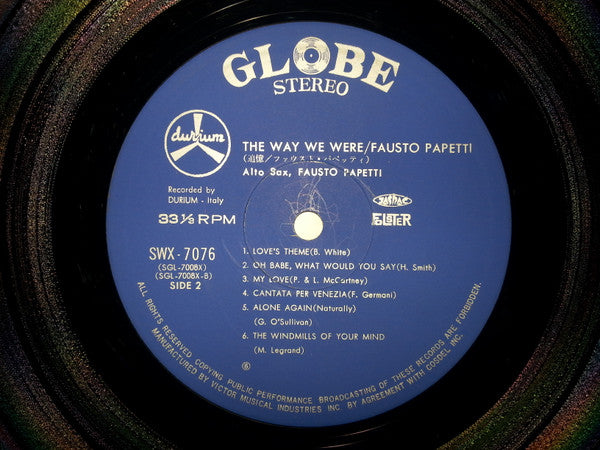 GLOBE
STEREO
durium
THE WAY WE WERE/FAUSTO PAPETTI
(追憶/ファウスト・パペッティ)
Alto Sax, FAUSTO PAPETTI
Recorded by
DURIUM - Italy
33⅓ RPM
SWX-7076
(SGL-7008X)
(SGL-7008X-B)
SIDE 2
1. LOVE'S THEME(B. White)
2. OH BABE, WHAT WOULD YOU SAY(H. Smith)
3. MY LOVE(P. & L. McCartney)
4. CANTATA PER VENEZIA(F. Germani)
5. ALONE AGAIN(Naturally)
(G. O'Sullivan)
6. THE WINDMILLS OF YOUR MIND
(M. Legrand)
ALL RIGHTS RESERVED COPYING PUBLIC PERFORMANCE BROADCASTING OF THESE RECORDS ARE FORBIDDEN.
MANUFACTURED BY VICTOR MUSICAL INDUSTRIES INC. BY AGREEMENT WITH COSDEL INC.